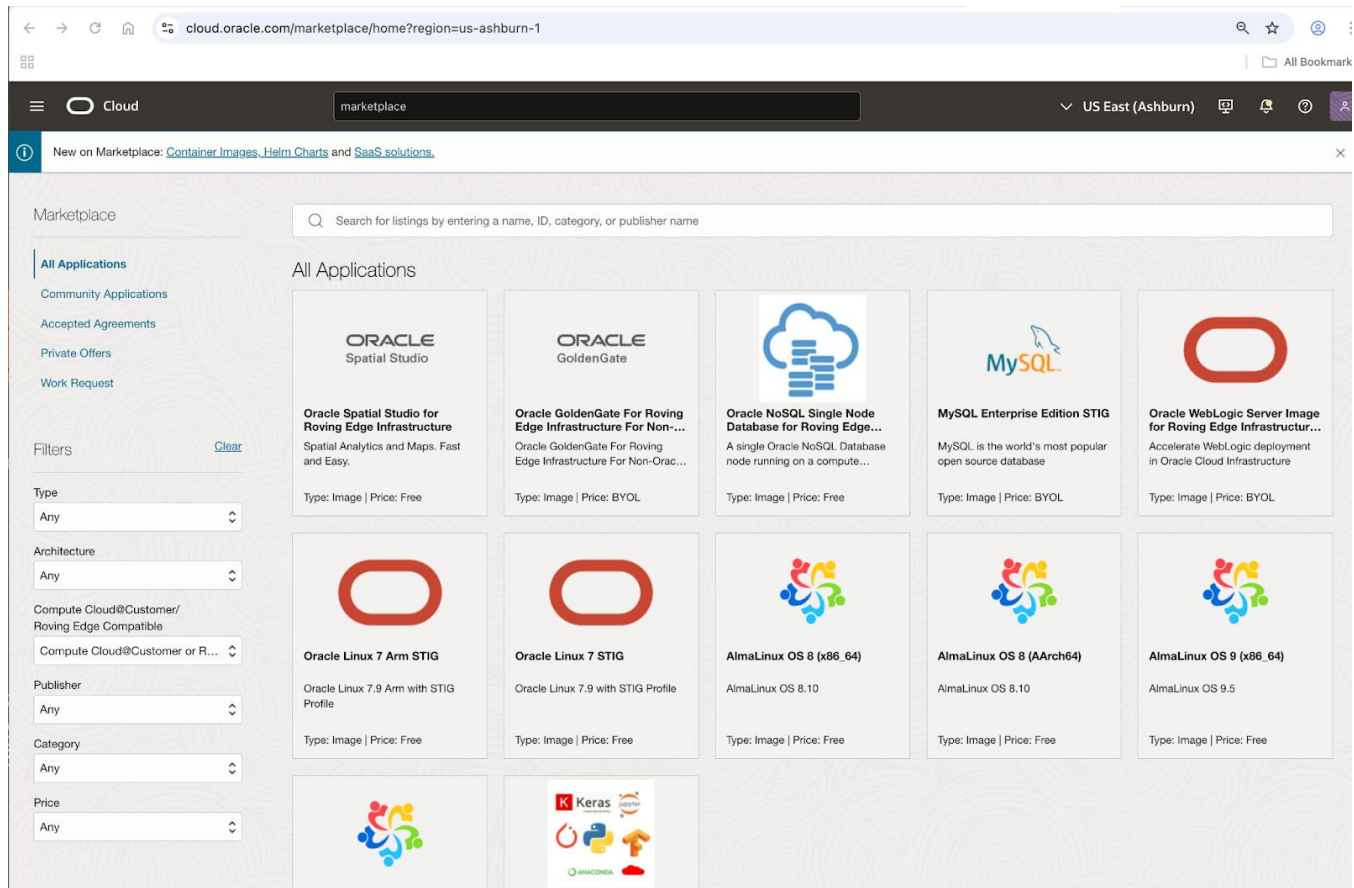 cloud.oracle.com/marketplace/home?region=us-ashburn-1
All Bookmark
Cloud
marketplace
US East (Ashburn)
New on Marketplace: Container Images, Helm Charts and SaaS solutions.
Marketplace
All Applications
Community Applications
Accepted Agreements
Private Offers
Work Request
Filters
Clear
Type
Any
Architecture
Any
Compute Cloud@Customer/
Roving Edge Compatible
Compute Cloud@Customer or R...
Publisher
Any
Category
Any
Price
Any
Search for listings by entering a name, ID, category, or publisher name
All Applications
ORACLE
Spatial Studio
Oracle Spatial Studio for
Roving Edge Infrastructure
Spatial Analytics and Maps. Fast
and Easy.
Type: Image | Price: Free
ORACLE
GoldenGate
Oracle GoldenGate For Roving
Edge Infrastructure For Non-...
Oracle GoldenGate For Roving
Edge Infrastructure For Non-Orac...
Type: Image | Price: BYOL
Oracle NoSQL Single Node
Database for Roving Edge...
A single Oracle NoSQL Database
node running on a compute...
Type: Image | Price: Free
MySQL
MySQL Enterprise Edition STIG
MySQL is the world's most popular
open source database
Type: Image | Price: BYOL
Oracle WebLogic Server Image
for Roving Edge Infrastructur...
Accelerate WebLogic deployment
in Oracle Cloud Infrastructure
Type: Image | Price: BYOL
Oracle Linux 7 Arm STIG
Oracle Linux 7.9 Arm with STIG
Profile
Type: Image | Price: Free
Oracle Linux 7 STIG
Oracle Linux 7.9 with STIG Profile
Type: Image | Price: Free
AlmaLinux OS 8 (x86_64)
AlmaLinux OS 8.10
Type: Image | Price: Free
AlmaLinux OS 8 (AArch64)
AlmaLinux OS 8.10
Type: Image | Price: Free
AlmaLinux OS 9 (x86_64)
AlmaLinux OS 9.5
Type: Image | Price: Free
K Keras
jupyter
ANACONDA